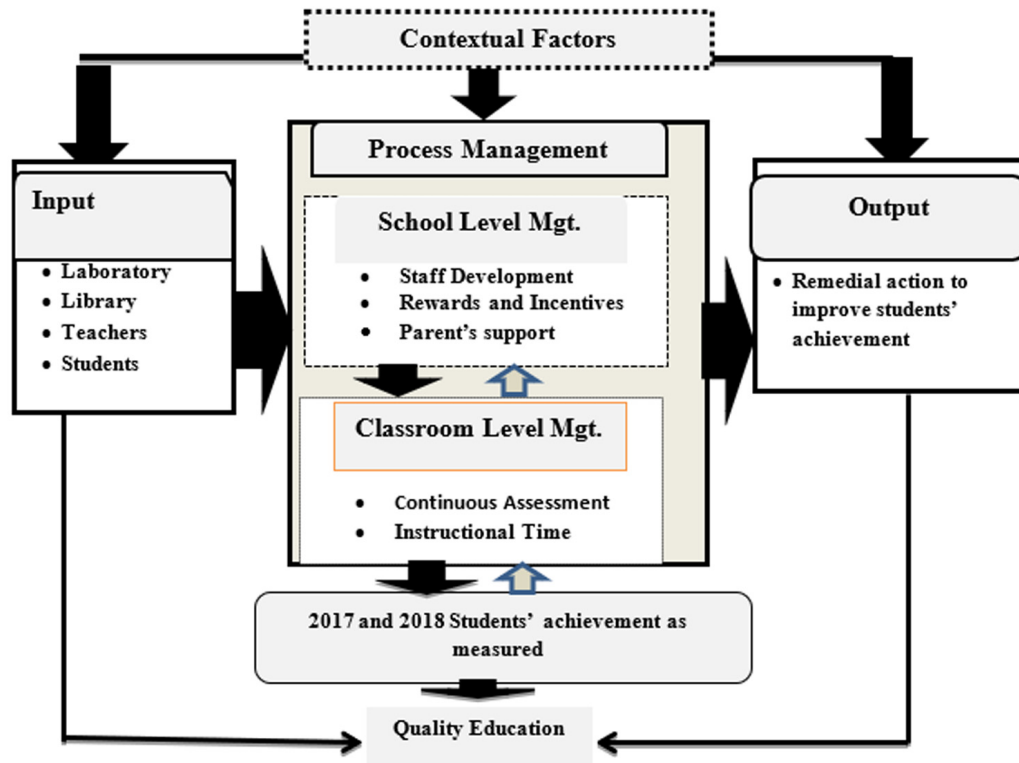 Contextual Factors
Process Management
Input
Laboratory
Library
Teachers
Students
School Level Mgt.
Staff Development
Rewards and Incentives
Parent's support
Classroom Level Mgt.
Continuous Assessment
Instructional Time
Output
Remedial action to
improve students'
achievement
2017 and 2018 Students' achievement as
measured
Quality Education